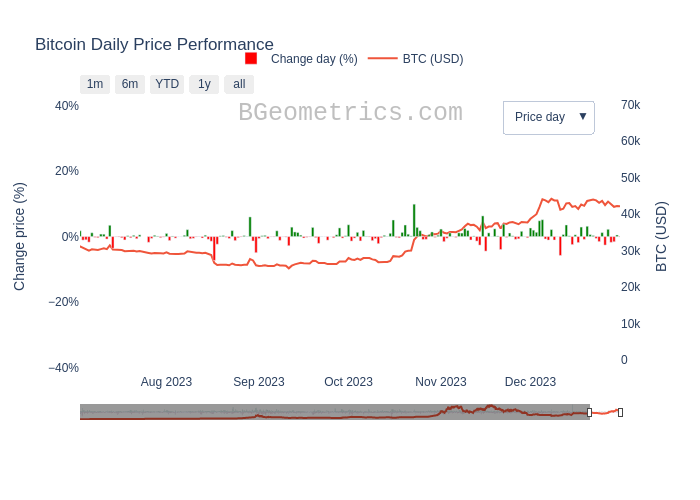 Bitcoin Daily Price Performance
Change day (%) BTC (USD)
1m 6m YTD 1y all
BGeometrics.com
Price day ▼
40%
20%
0%
−20%
−40%
Change price (%)
70k
60k
50k
40k
30k
20k
10k
0
BTC (USD)
Aug 2023 Sep 2023 Oct 2023 Nov 2023 Dec 2023